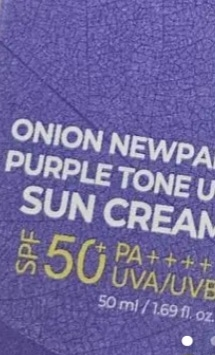 ONION NEWPA
PURPLE TONE U
SUN CREAM
SPF 50+ PA++++
UVA/UVB
50 ml / 1.69 fl. oz.